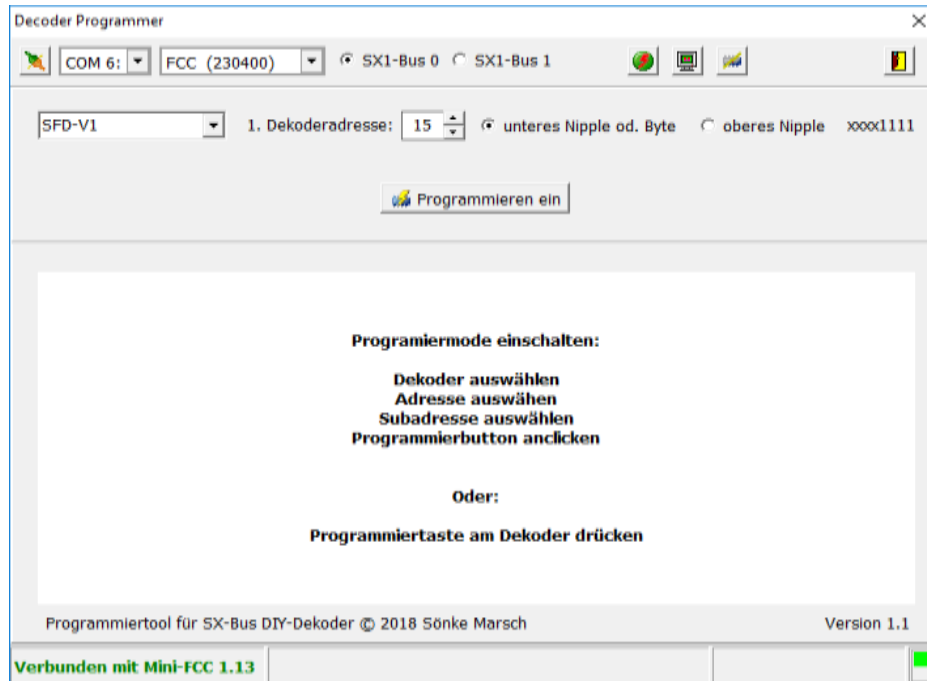 Decoder Programmer
COM 6: FCC (230400) SX1-Bus 0 SX1-Bus 1
SFD-V1 1. Dekoderadresse: 15 unteres Nipple od. Byte oberes Nipple xxxx1111
Programmieren ein
Programiermode einschalten:
Dekoder auswählen
Adresse auswähen
Subadresse auswählen
Programmierbutton anclicken
Oder:
Programmiertaste am Dekoder drücken
Programmiertool für SX-Bus DIY-Dekoder © 2018 Sönke Marsch Version 1.1
Verbunden mit Mini-FCC 1.13